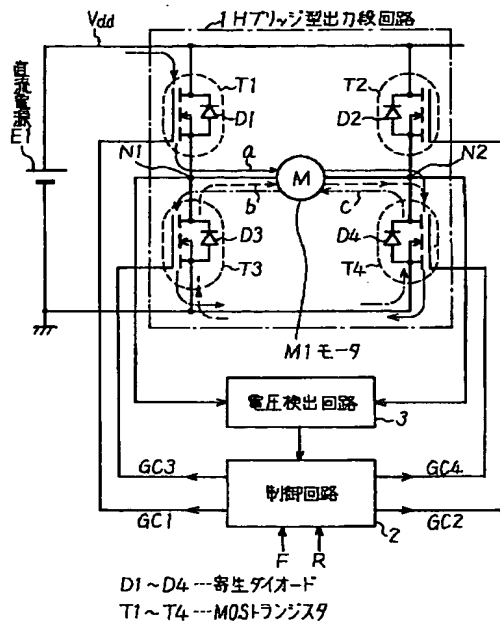 1 Hブリッジ型出力段回路
Vdd
直流電源
E1
T1
D1
T2
D2
N1
a
M
N2
b
c
D3
T3
D4
T4
M1モータ
電圧検出回路
3
GC3
GC4
制御回路
GC1
2
GC2
F
R
D1~D4---寄生ダイオード
T1~T4---MOSトランジスタ